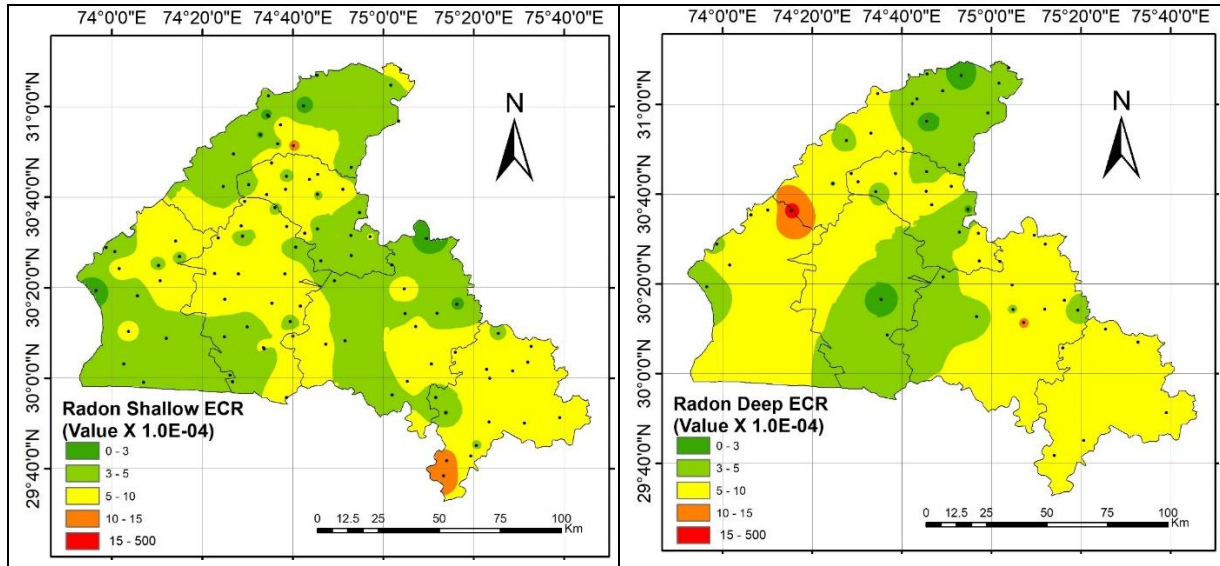 74°0'0"E 74°20'0"E 74°40'0"E 75°0'0"E 75°20'0"E 75°40'0"E
31°0'0"N
30°40'0"N
30°20'0"N
30°0'0"N
29°40'0"N
N
Radon Shallow ECR
(Value X 1.0E-04)
0 - 3
3 - 5
5 - 10
10 - 15
15 - 500
0 12.5 25 50 75 100
Km
74°0'0"E 74°20'0"E 74°40'0"E 75°0'0"E 75°20'0"E 75°40'0"E
31°0'0"N
30°40'0"N
30°20'0"N
30°0'0"N
29°40'0"N
N
Radon Deep ECR
(Value X 1.0E-04)
0 - 3
3 - 5
5 - 10
10 - 15
15 - 500
0 12.5 25 50 75 100
Km